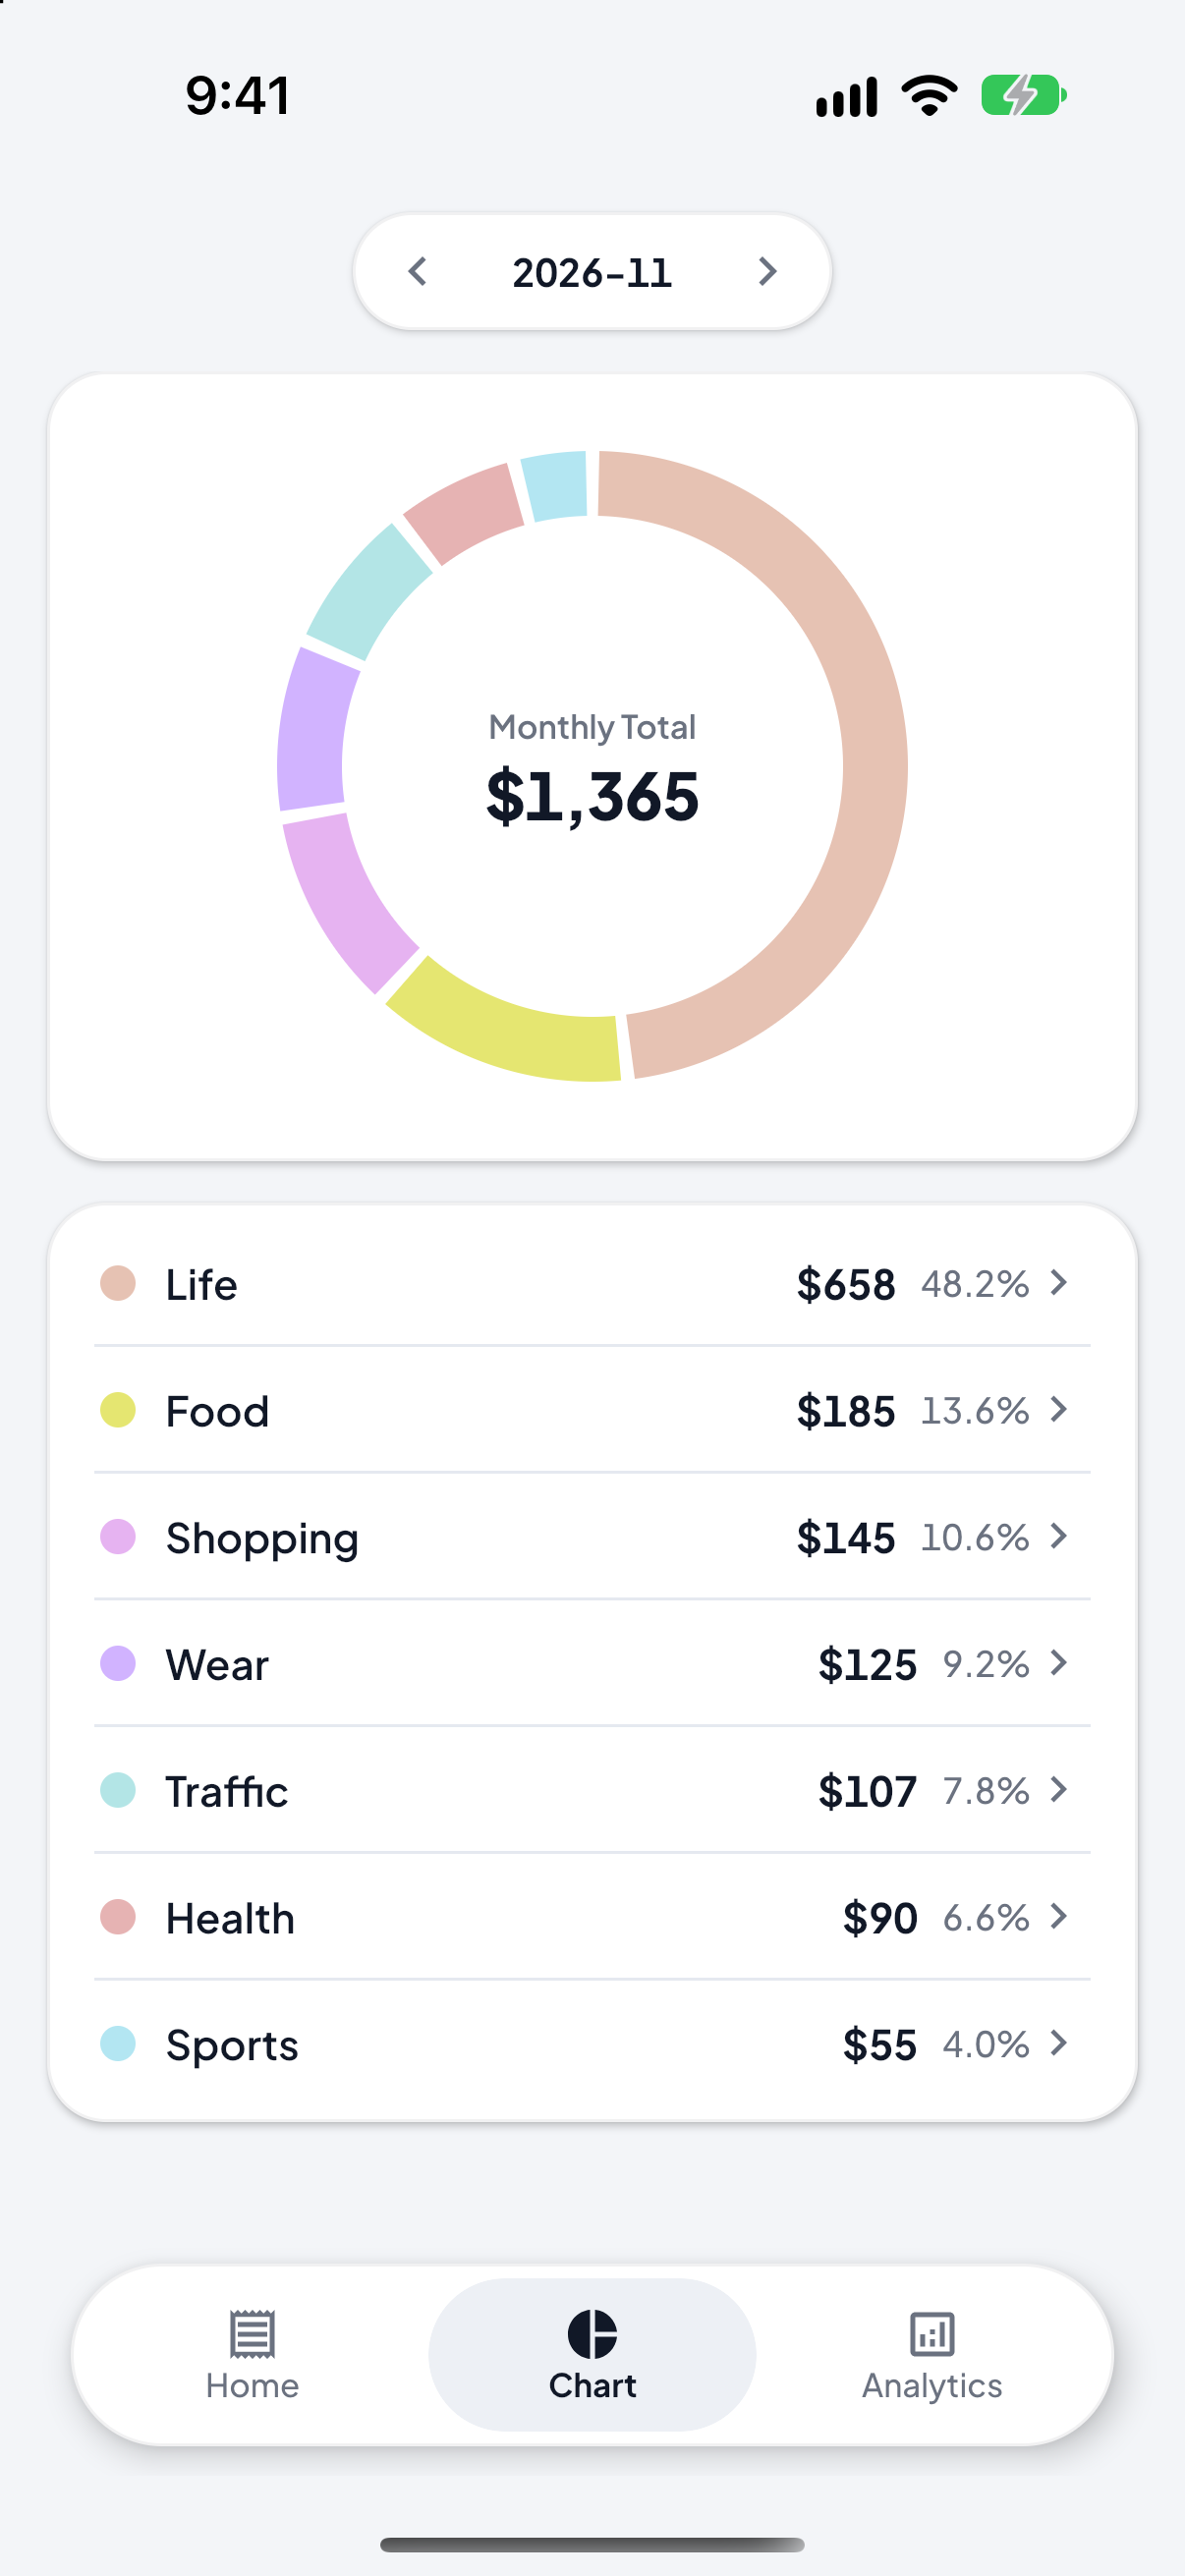 9:41
2026-11
Monthly Total
$1,365
Life $658 48.2%
Food $185 13.6%
Shopping $145 10.6%
Wear $125 9.2%
Traffic $107 7.8%
Health $90 6.6%
Sports $55 4.0%
Home Chart Analytics